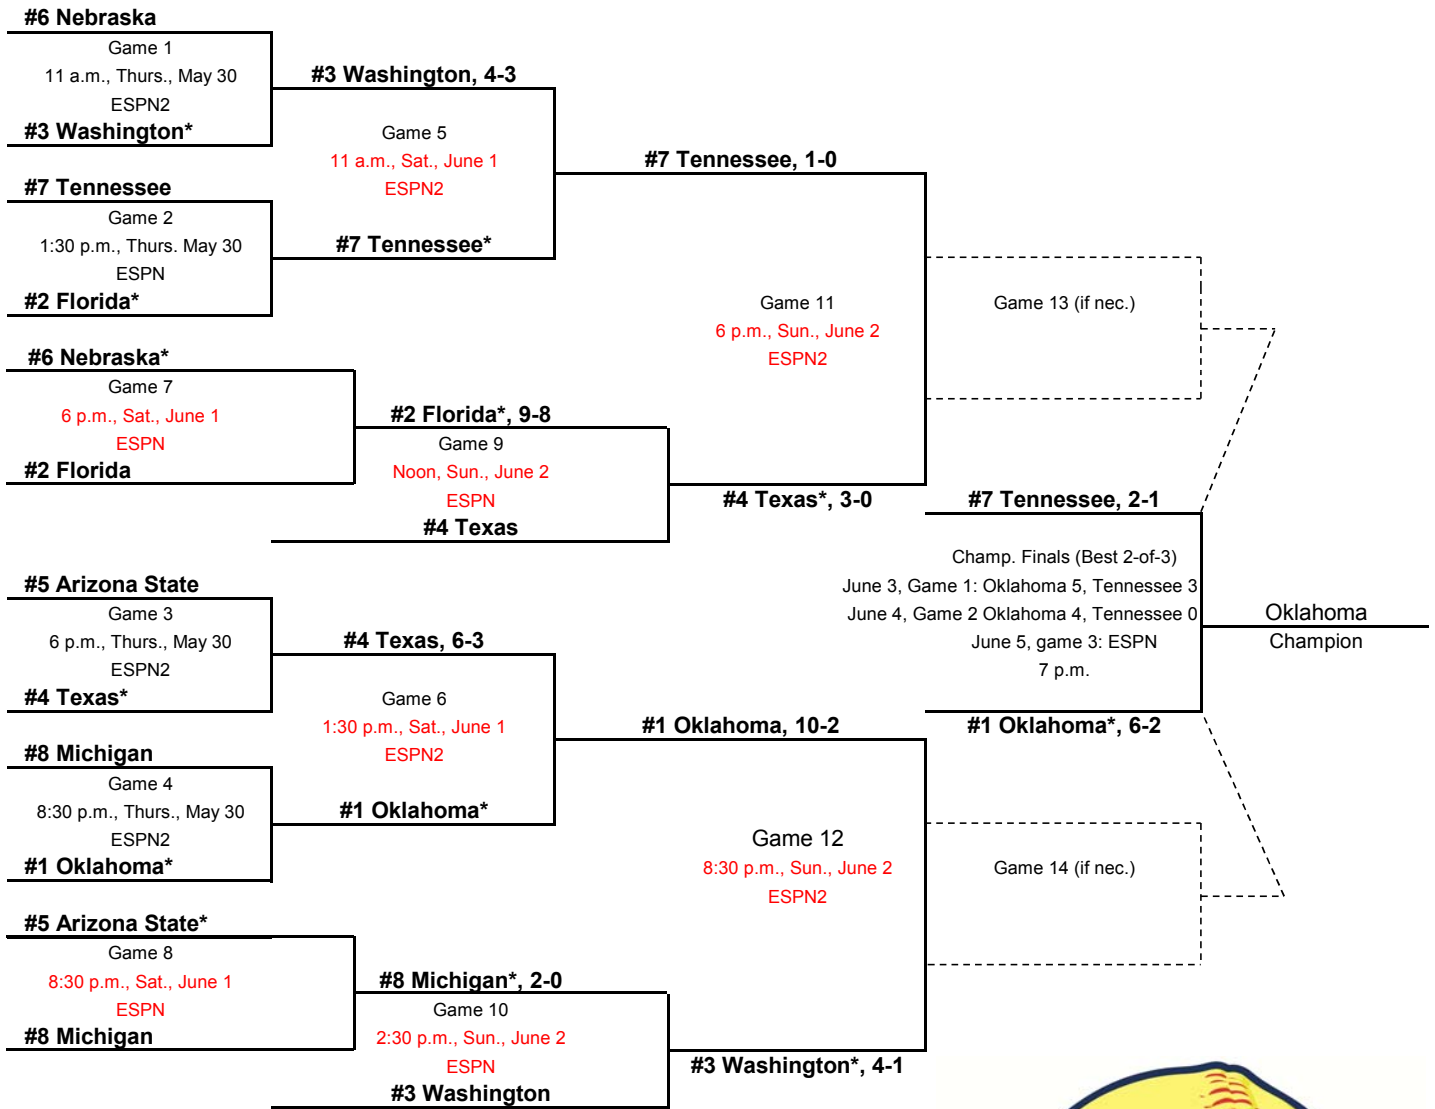 #6 Nebraska
Game 1
11 a.m., Thurs., May 30
ESPN2
#3 Washington*
#3 Washington, 4-3
Game 5
11 a.m., Sat., June 1
ESPN2
#7 Tennessee, 1-0
#7 Tennessee
Game 2
1:30 p.m., Thurs. May 30
ESPN
#2 Florida*
#7 Tennessee*
Game 11
6 p.m., Sun., June 2
ESPN2
Game 13 (if nec.)
#6 Nebraska*
Game 7
6 p.m., Sat., June 1
ESPN
#2 Florida
#2 Florida*, 9-8
Game 9
Noon, Sun., June 2
ESPN
#4 Texas
#4 Texas*, 3-0
#7 Tennessee, 2-1
Champ. Finals (Best 2-of-3)
June 3, Game 1: Oklahoma 5, Tennessee 3
June 4, Game 2 Oklahoma 4, Tennessee 0
June 5, game 3: ESPN
7 p.m.
Oklahoma
Champion
#5 Arizona State
Game 3
6 p.m., Thurs., May 30
ESPN2
#4 Texas*
#4 Texas, 6-3
Game 6
1:30 p.m., Sat., June 1
ESPN2
#1 Oklahoma, 10-2
#1 Oklahoma*, 6-2
#8 Michigan
Game 4
8:30 p.m., Thurs., May 30
ESPN2
#1 Oklahoma*
#1 Oklahoma*
Game 12
8:30 p.m., Sun., June 2
ESPN2
Game 14 (if nec.)
#5 Arizona State*
Game 8
8:30 p.m., Sat., June 1
ESPN
#8 Michigan
#8 Michigan*, 2-0
Game 10
2:30 p.m., Sun., June 2
ESPN
#3 Washington
#3 Washington*, 4-1